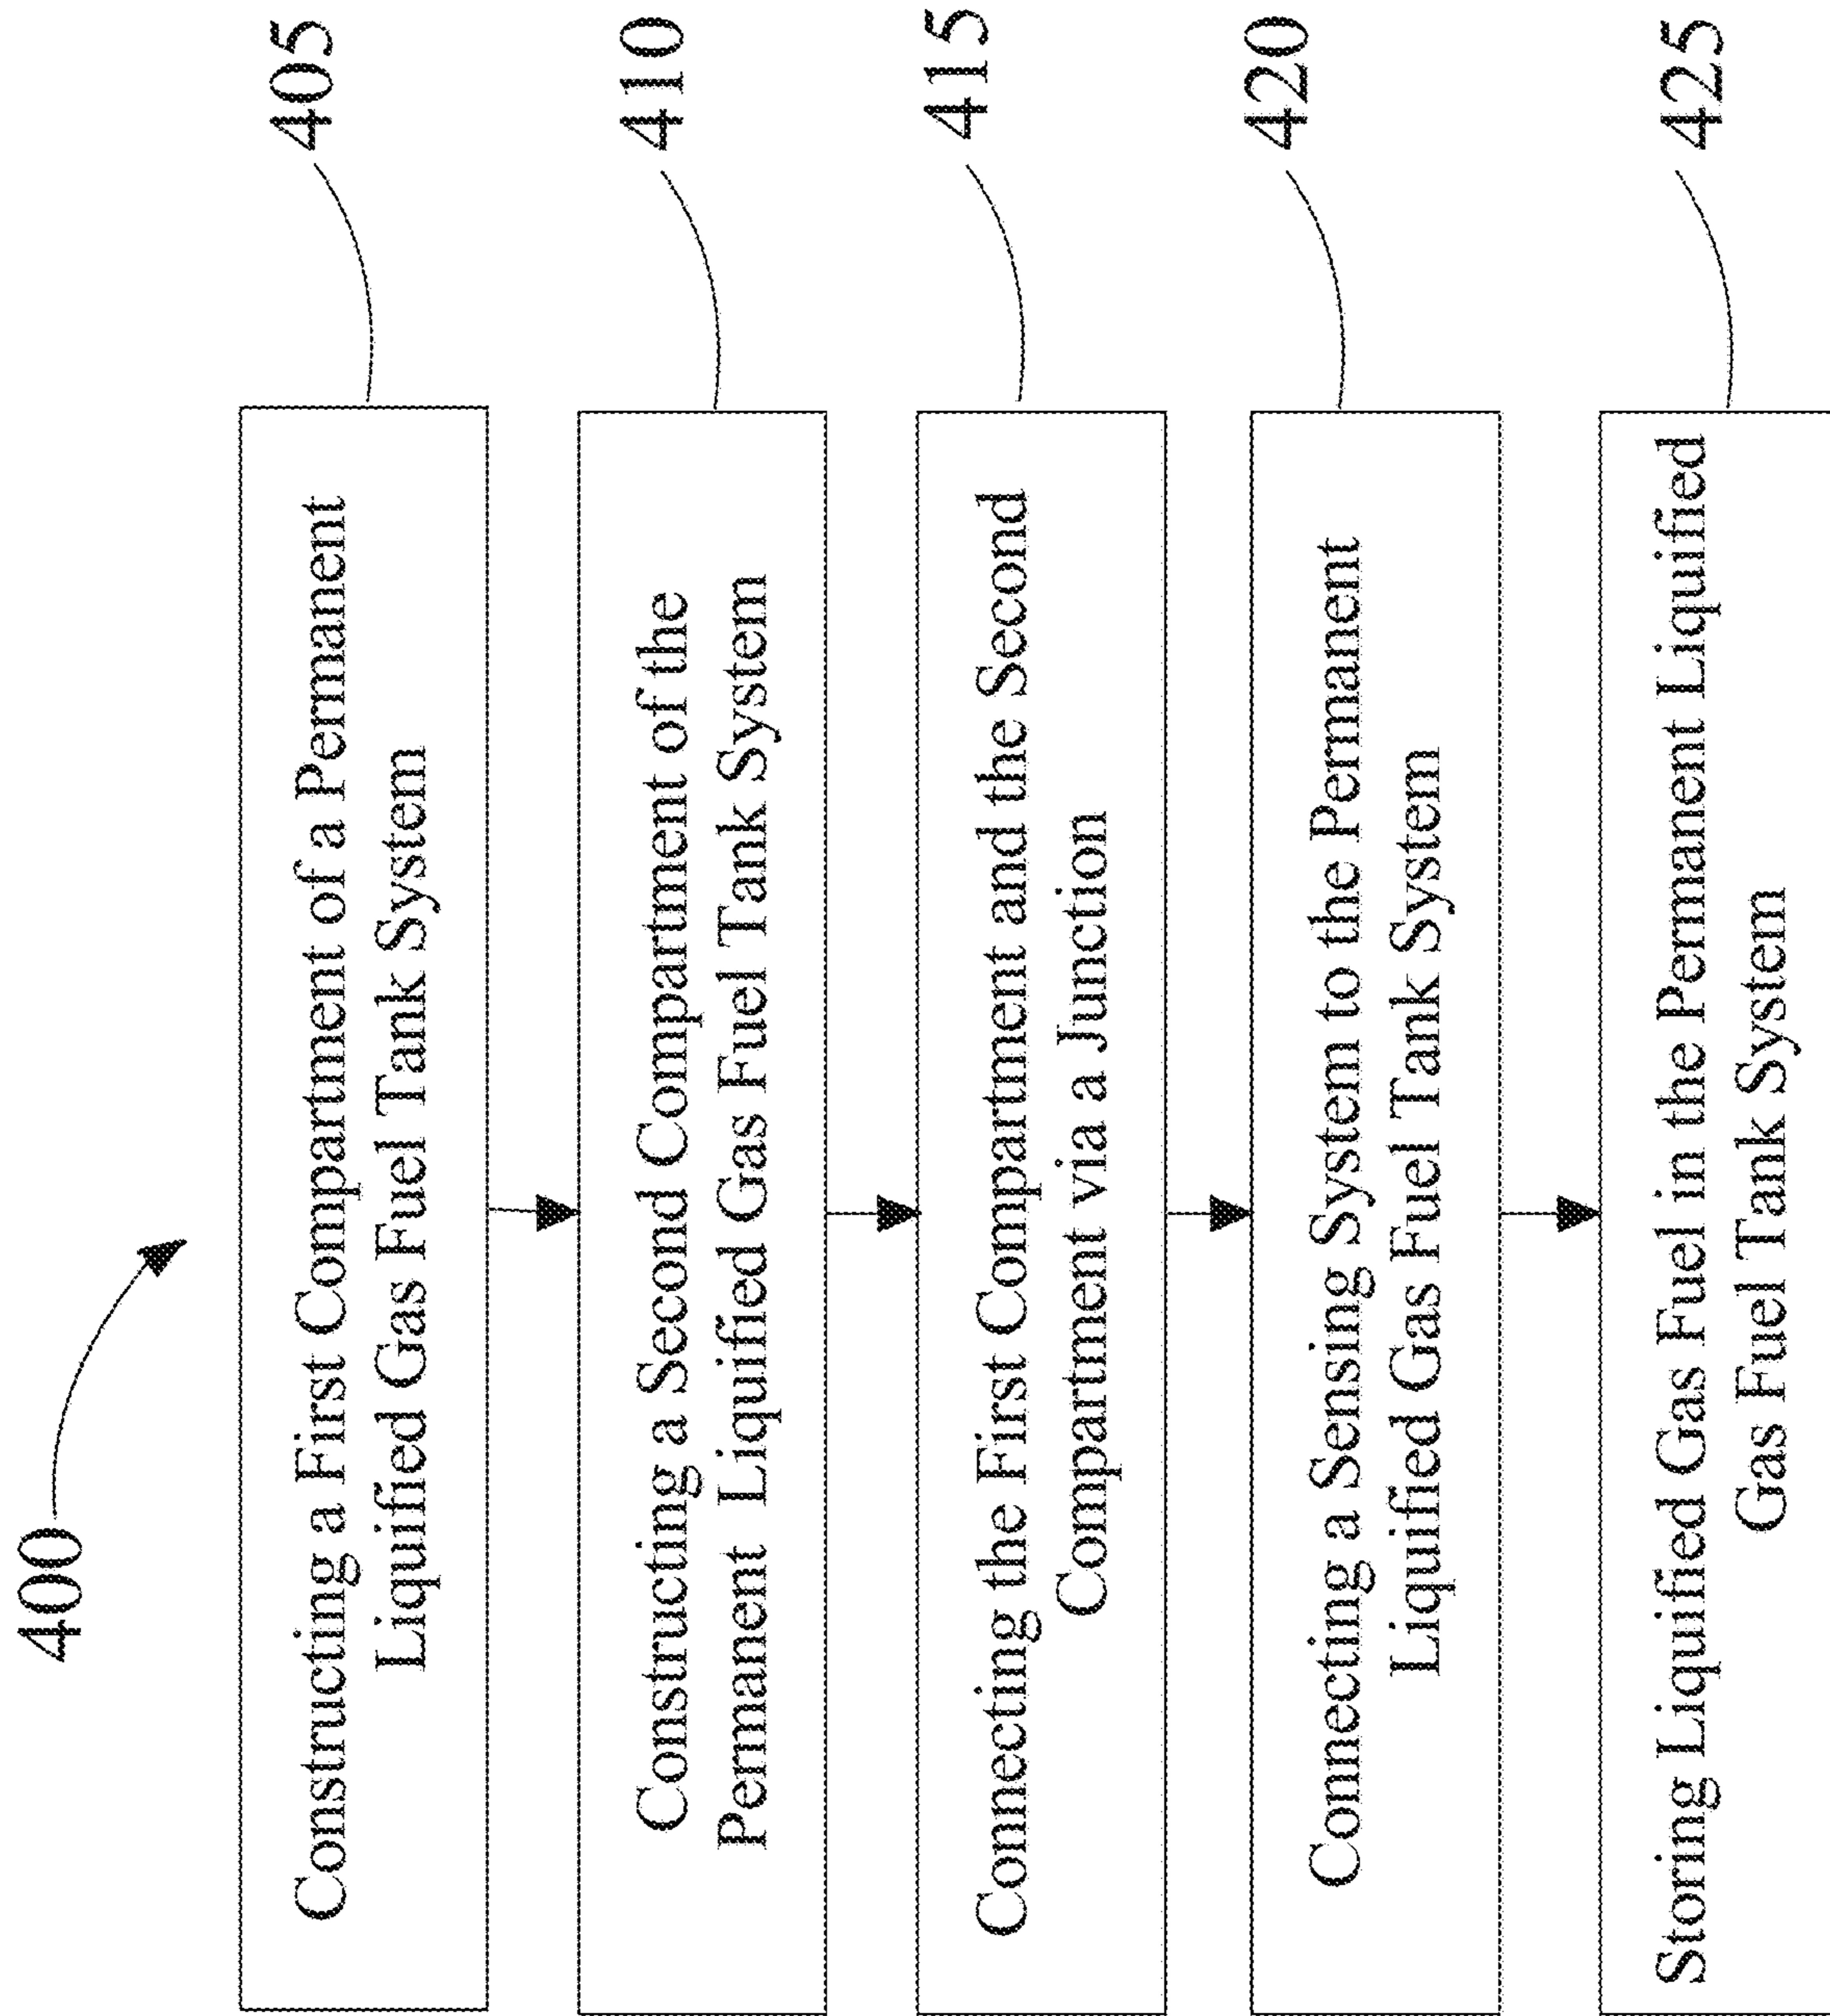 400
Constructing a First Compartment of a Permanent
Liquified Gas Fuel Tank System
405
Constructing a Second Compartment of the
Permanent Liquified Gas Fuel Tank System
410
Connecting the First Compartment and the Second
Compartment via a Junction
415
Connecting a Sensing System to the Permanent
Liquified Gas Fuel Tank System
420
Storing Liquified Gas Fuel in the Permanent Liquified
Gas Fuel Tank System
425